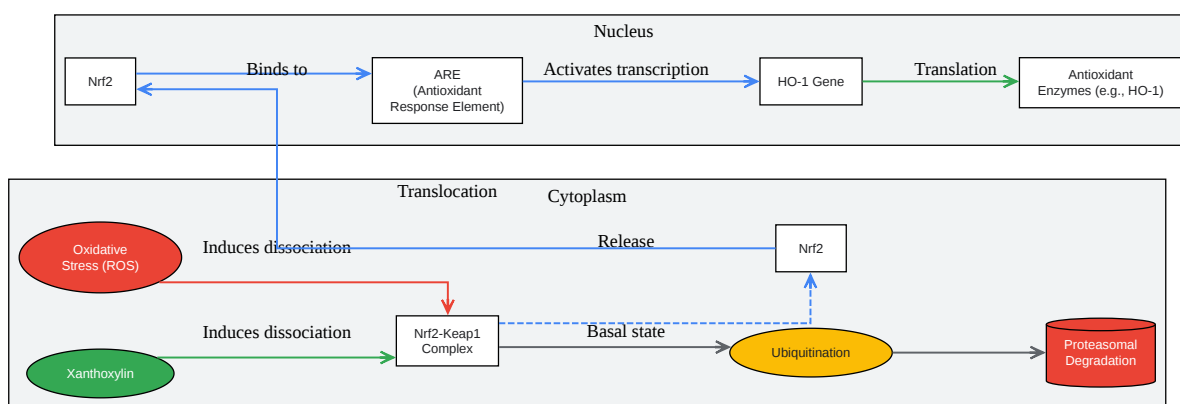 Nucleus
Nrf2
Binds to
ARE
(Antioxidant
Response Element)
Activates transcription
HO-1 Gene
Translation
Antioxidant
Enzymes (e.g., HO-1)
Translocation
Cytoplasm
Oxidative
Stress (ROS)
Induces dissociation
Release
Nrf2
Induces dissociation
Nrf2-Keap1
Complex
Basal state
Ubiquitination
Proteasomal
Degradation
Xanthoxylin